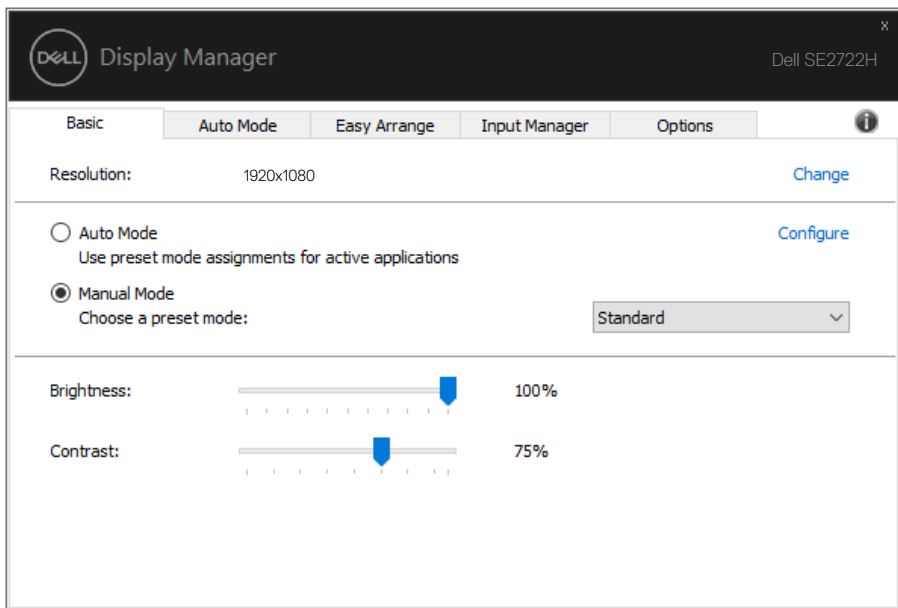 x
DELL Display Manager
Dell SE2722H
Basic Auto Mode Easy Arrange Input Manager Options i
Resolution: 1920x1080 Change
Auto Mode Configure
Use preset mode assignments for active applications
Manual Mode
Choose a preset mode: Standard
Brightness: 100%
Contrast: 75%